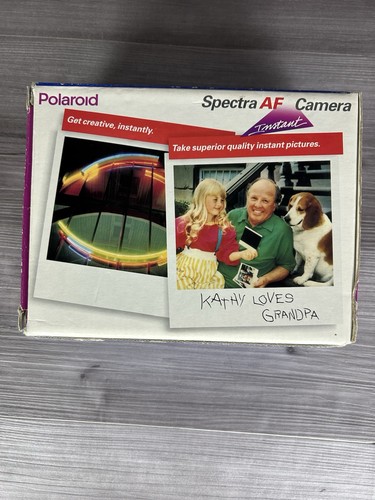 Polaroid
Spectra AF Camera
Instant
Get creative, instantly.
Take superior quality instant pictures.
KATHY LOVES
GRANDPA